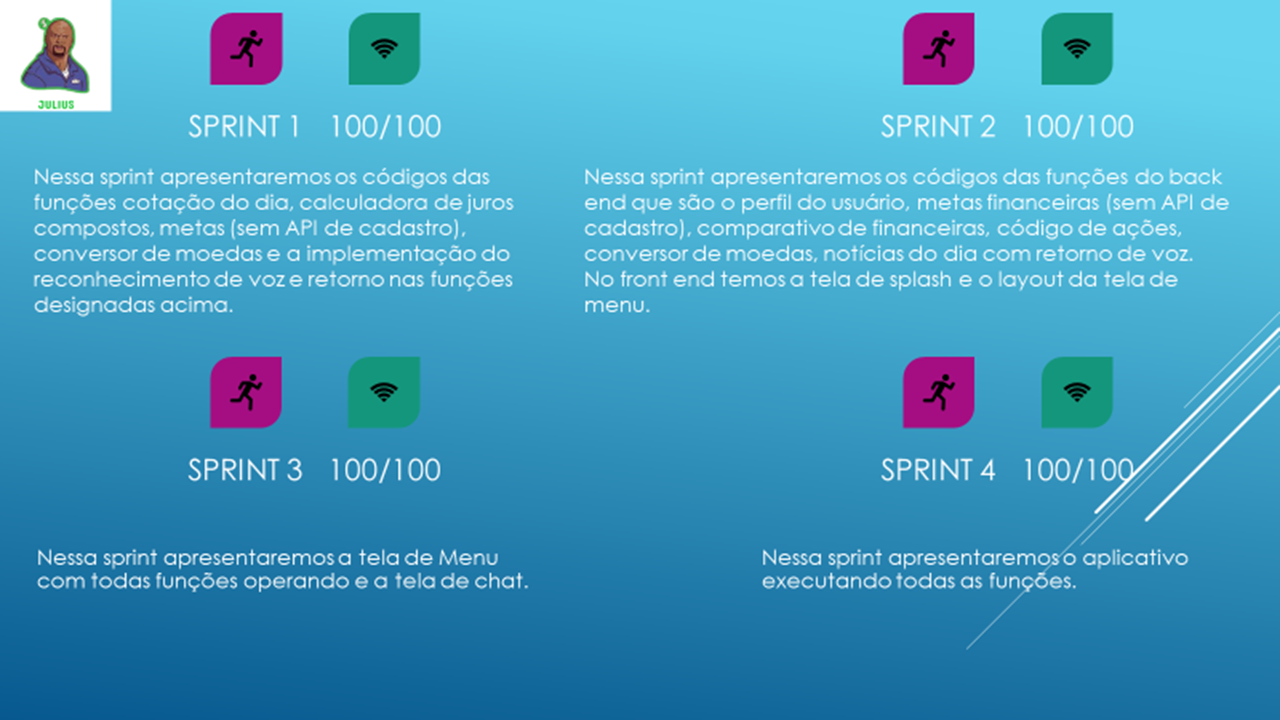 JULIUS
SPRINT 1 100/100
Nessa sprint apresentaremos os códigos das
funções cotação do dia, calculadora de juros
compostos, metas (sem API de cadastro),
conversor de moedas e a implementação do
reconhecimento de voz e retorno nas funções
designadas acima.
SPRINT 2 100/100
Nessa sprint apresentaremos os códigos das funções do back
end que são o perfil do usuário, metas financeiras (sem API de
cadastro), comparativo de financeiras, código de ações,
conversor de moedas, notícias do dia com retorno de voz.
No front end temos a tela de splash e o layout da tela de
menu.
SPRINT 3 100/100
Nessa sprint apresentaremos a tela de Menu
com todas funções operando e a tela de chat.
SPRINT 4 100/100
Nessa sprint apresentaremos o aplicativo
executando todas as funções.